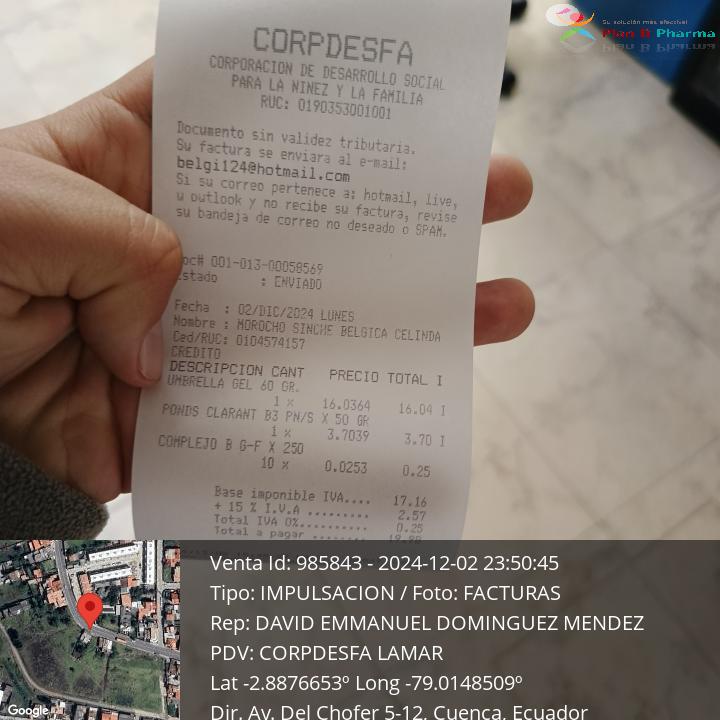 Su solución más efectiva!
Plan B Pharma
CORPDESFA
CORPORACION DE DESARROLLO SOCIAL
PARA LA NINEZ Y LA FAMILIA
RUC: 0190353001001
Documento sin validez tributaria.
Su factura se enviara al e-mail:
belgi124@hotmail.com
Si su correo pertenece a: hotmail, live,
u outlook y no recibe su factura, revise
su bandeja de correo no deseado o SPAM.
oc# 001-013-00058569
stado : ENVIADO
Fecha : 02/DIC/2024 LUNES
Nombre : MOROCHO SINCHE BELGICA CELINDA
Ced/RUC: 0104574157
CREDITO
DESCRIPCION CANT PRECIO TOTAL I
UMBRELLA GEL 60 GR.
1 x 16.0364 16.04 I
PONDS CLARANT B3 PN/S X 50 GR
1 x 3.7039 3.70 I
COMPLEJO B G-F X 250
10 x 0.0253 0.25
Base imponible IVA.... 17.16
+ 15 % I.V.A ......... 2.57
Total IVA 0%.......... 0.25
Total a pagar ........
Venta Id: 985843 - 2024-12-02 23:50:45
Tipo: IMPULSACION / Foto: FACTURAS
Rep: DAVID EMMANUEL DOMINGUEZ MENDEZ
PDV: CORPDESFA LAMAR
Lat -2.8876653º Long -79.0148509º
Dir. Av. Del Chofer 5-12, Cuenca, Ecuador
Google